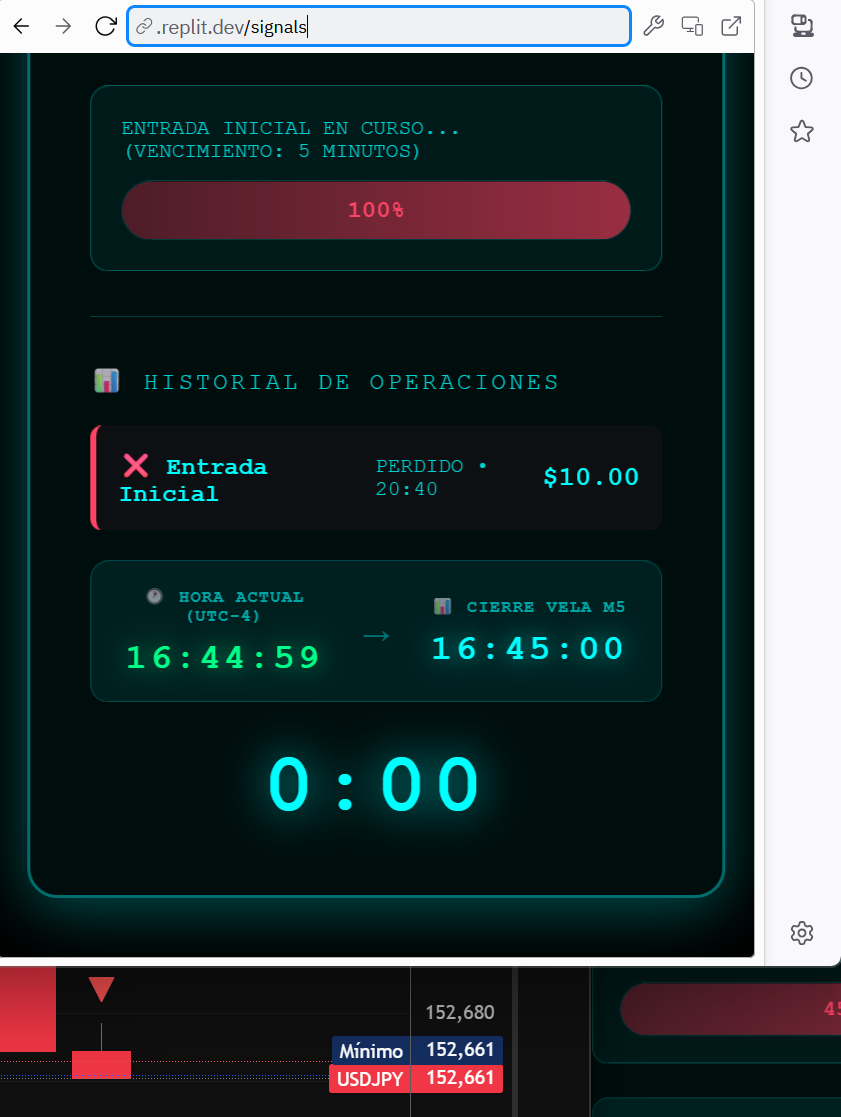 .replit.dev/signals
ENTRADA INICIAL EN CURSO...
(VENCIMIENTO: 5 MINUTOS)
100%
HISTORIAL DE OPERACIONES
❌ Entrada
Inicial
PERDIDO •
20:40
$10.00
HORA ACTUAL
(UTC-4)
16:44:59
→
CIERRE VELA M5
16:45:00
0:00
152,680
Mínimo 152,661
USDJPY 152,661